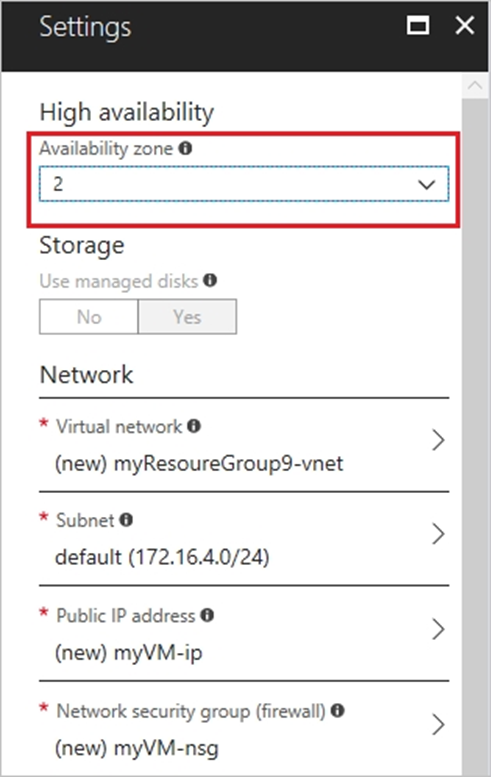 Settings
High availability
Availability zone
2
Storage
Use managed disks
No Yes
Network
* Virtual network
(new) myResoureGroup9-vnet
* Subnet
default (172.16.4.0/24)
* Public IP address
(new) myVM-ip
* Network security group (firewall)
(new) myVM-nsg